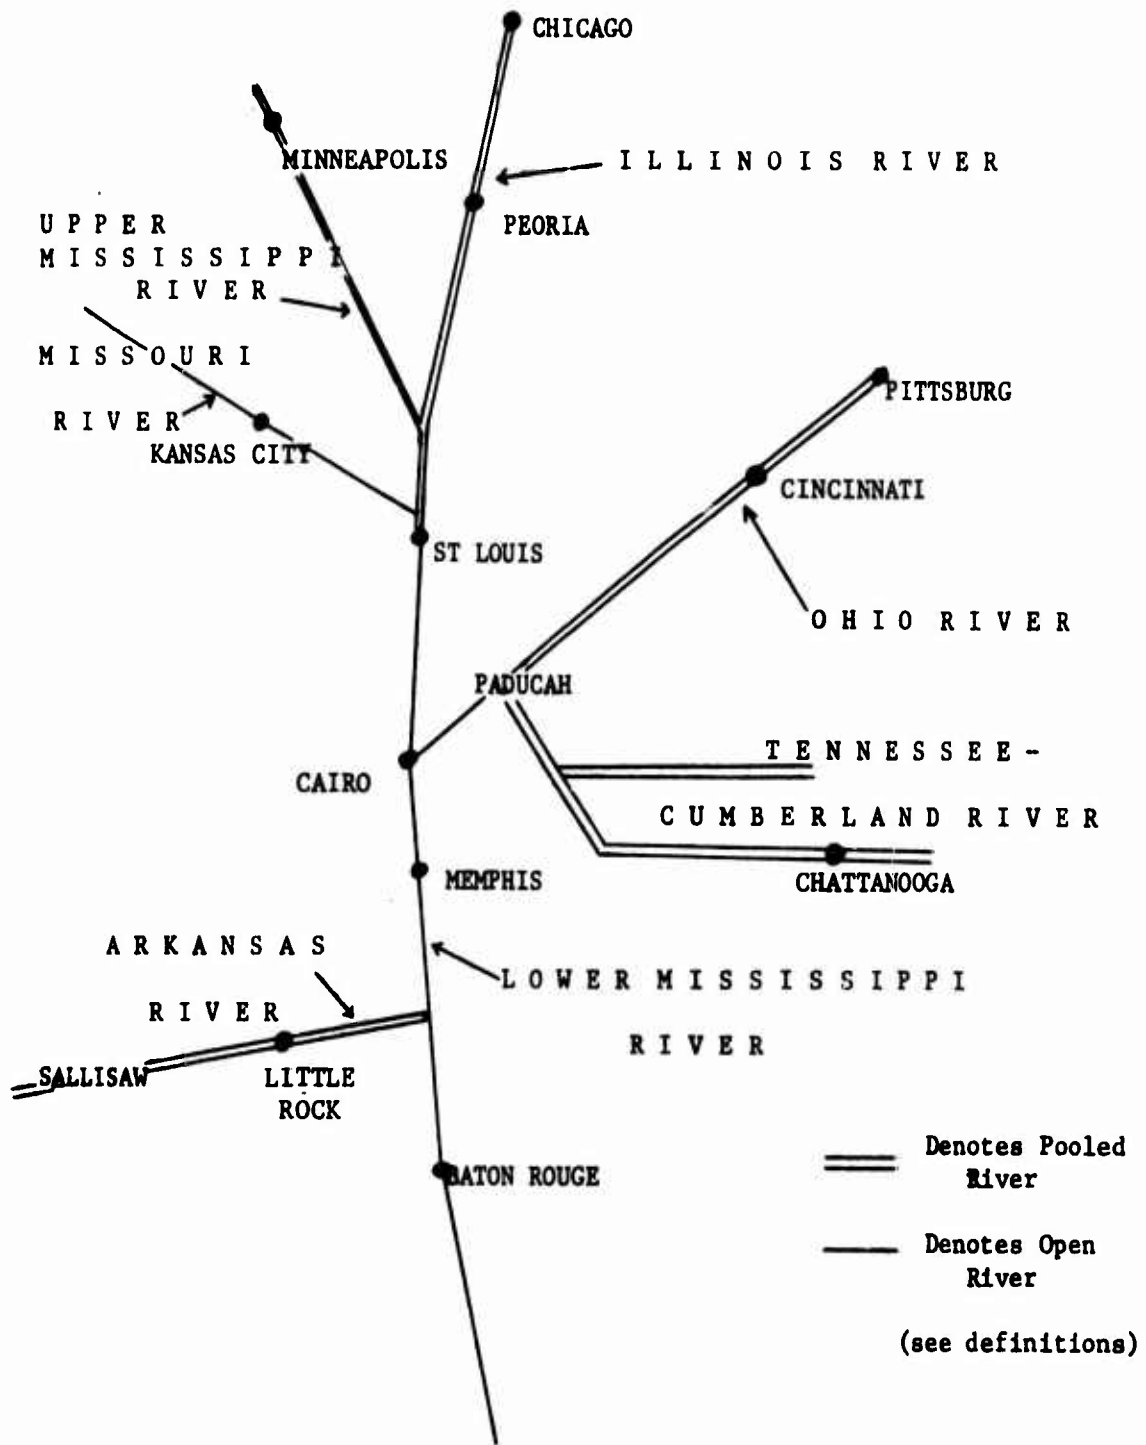 CHICAGO
MINNEAPOLIS
ILLINOIS RIVER
PEORIA
UPPER
MISSISSIPPI
RIVER
MISSOURI
RIVER
KANSAS CITY
PITTSBURG
CINCINNATI
ST LOUIS
OHIO RIVER
PADUCAH
TENNESSEE-
CUMBERLAND RIVER
CAIRO
MEMPHIS
CHATTANOOGA
ARKANSAS
RIVER
LOWER MISSISSIPPI
RIVER
SALLISAW
LITTLE
ROCK
BATON ROUGE
Denotes Pooled
River
Denotes Open
River
(see definitions)